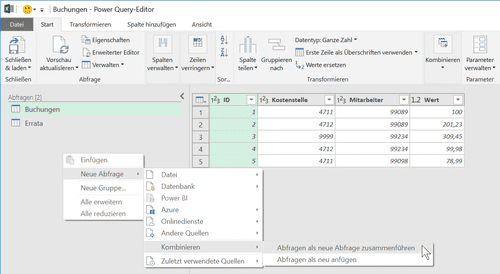 Buchungen - Power Query-Editor
Datei Start Transformieren Spalte hinzufügen Ansicht
Schließen & laden
Vorschau aktualisieren
Eigenschaften
Erweiterter Editor
Verwalten
Spalten verwalten
Zeilen verringern
Spalte teilen
Gruppieren nach
Datentyp: Ganze Zahl
Erste Zeile als Überschriften verwenden
Werte ersetzen
Kombinieren
Parameter verwalten
Schließen Abfrage Sor... Transformieren Parameter
Abfragen [2]
Buchungen
Errata
ID Kostenstelle Mitarbeiter Wert
1 1 4711 99089 100
2 2 4712 99089 201,23
3 3 9999 99234 309,45
4 4 4712 99234 99,98
5 5 4711 99098 78,99
Einfügen
Neue Abfrage
Neue Gruppe...
Alle erweitern
Alle reduzieren
Datei
Datenbank
Power BI
Azure
Onlinedienste
Andere Quellen
Kombinieren
Zuletzt verwendete Quellen
Abfragen als neue Abfrage zusammenführen
Abfragen als neu anfügen